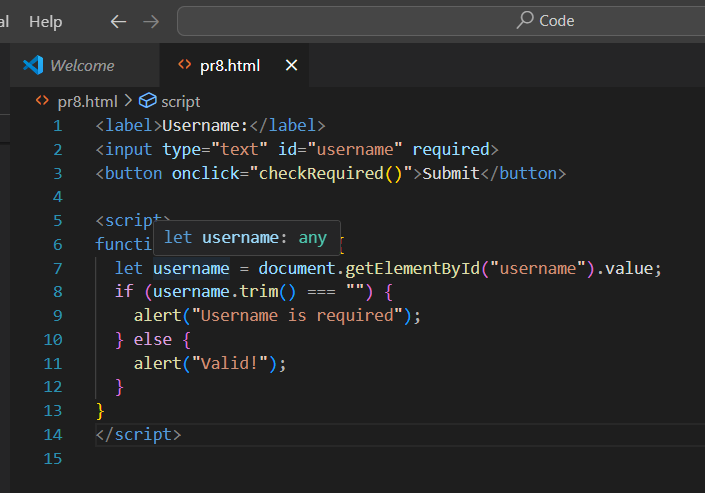 al Help Code
Welcome pr8.html
pr8.html script
1 <label>Username:</label>
2 <input type="text" id="username" required>
3 <button onclick="checkRequired()">Submit</button>
4
5 <script>
let username: any
6 functi {
7 let username = document.getElementById("username").value;
8 if (username.trim() === "") {
9 alert("Username is required");
10 } else {
11 alert("Valid!");
12 }
13 }
14 </script>
15